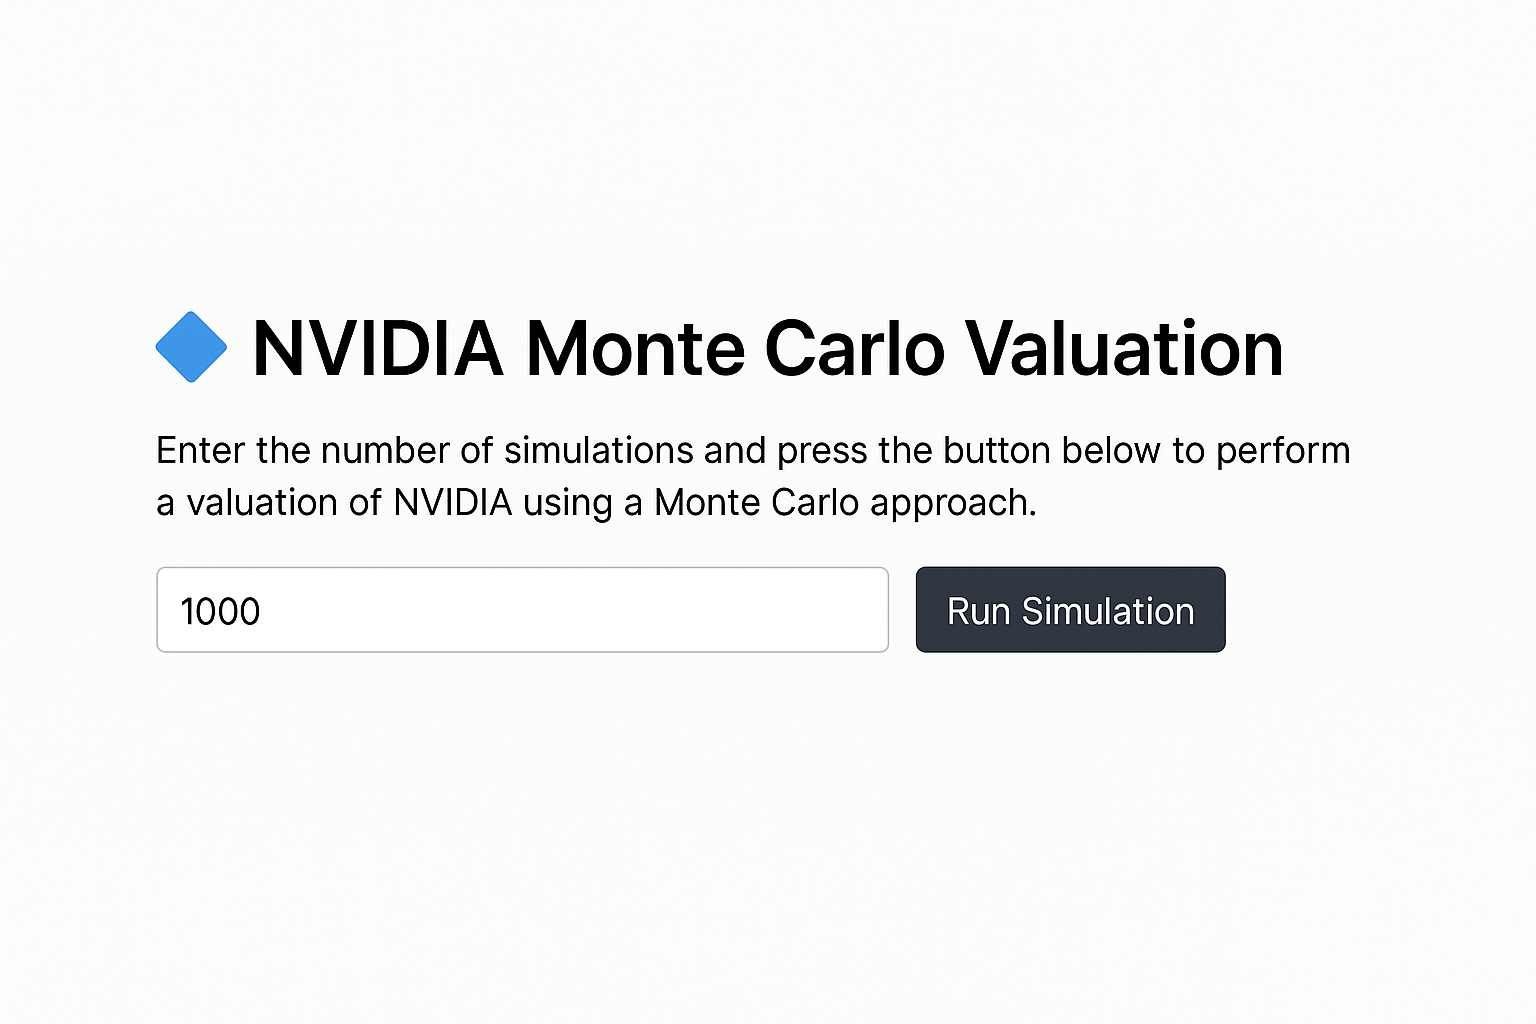 NVIDIA Monte Carlo Valuation
Enter the number of simulations and press the button below to perform
a valuation of NVIDIA using a Monte Carlo approach.
1000
Run Simulation